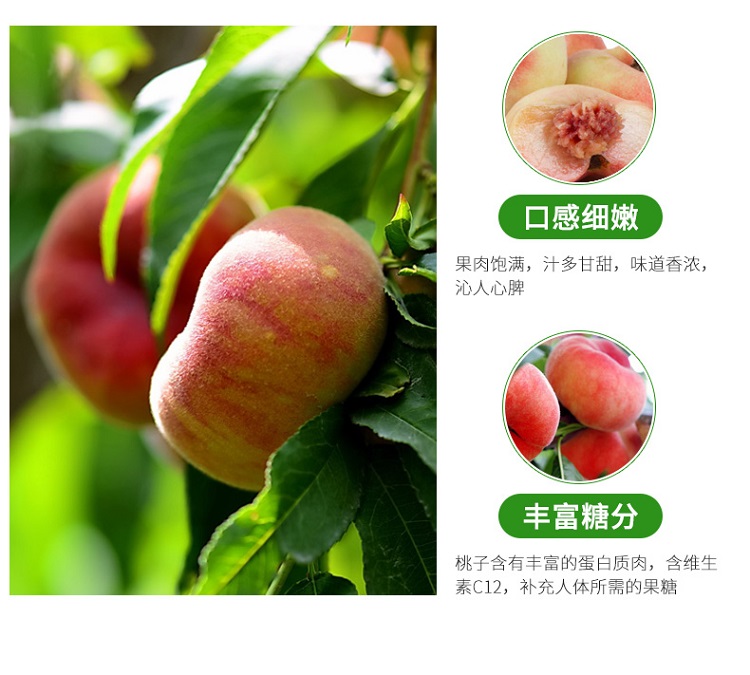 口感细嫩
果肉饱满，汁多甘甜，味道香浓，
沁人心脾
丰富糖分
桃子含有丰富的蛋白质肉，含维生
素C12，补充人体所需的果糖